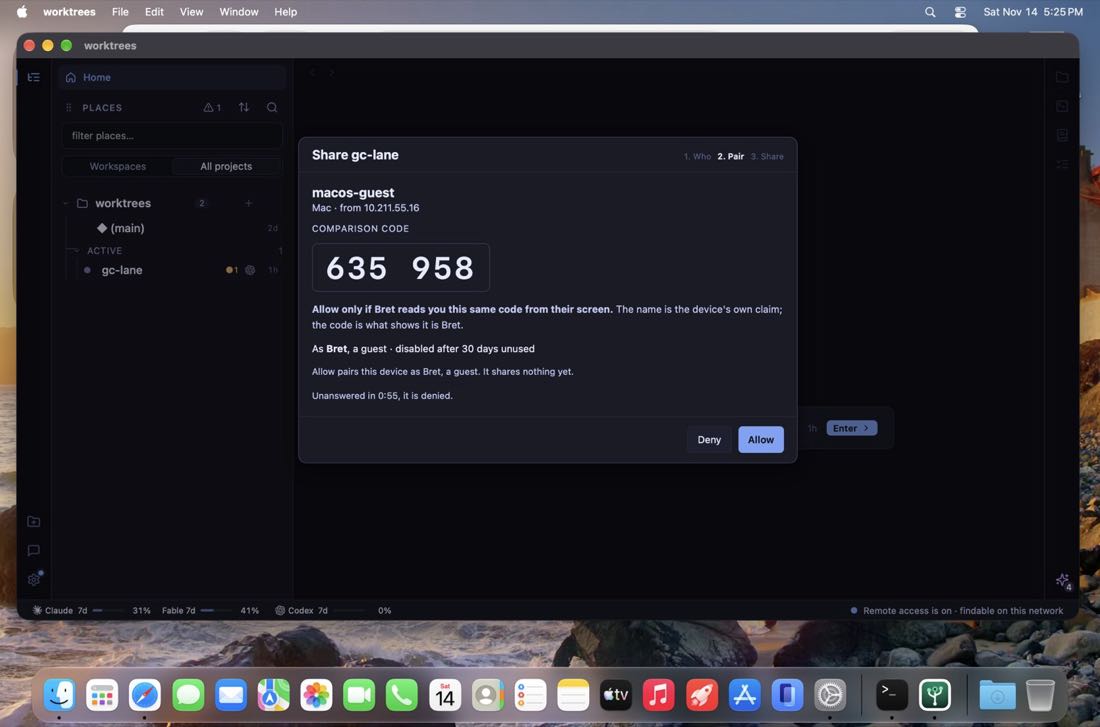 worktrees File Edit View Window Help
Sat Nov 14 5:25 PM
worktrees
Home
PLACES
1
filter places...
Workspaces
All projects
worktrees 2
(main) 2d
ACTIVE 1
gc-lane 1 1h
Share gc-lane
1. Who 2. Pair 3. Share
macos-guest
Mac · from 10.211.55.16
COMPARISON CODE
635 958
Allow only if Bret reads you this same code from their screen. The name is the device's own claim;
the code is what shows it is Bret.
As Bret, a guest · disabled after 30 days unused
Allow pairs this device as Bret, a guest. It shares nothing yet.
Unanswered in 0:55, it is denied.
1h Enter
Deny
Allow
4
Claude 7d 31% Fable 7d 41% Codex 7d 0%
Remote access is on · findable on this network
Sat
14
tv